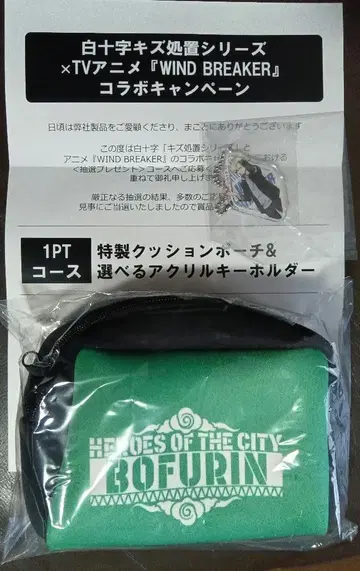 白十字キズ処置シリーズ
×TVアニメ『WIND BREAKER』
コラボキャンペーン
日頃は弊社製品をご愛顧くださり、まことにありがとうございます
この度は白十字「キズ処置シリーズ」と
アニメ『WIND BREAKER』のコラボキ
ける
<抽選プレゼント>コースへご応募
重ねて御礼申し上げ
厳正なる抽選の結果、多数のご
見事にご当選いたしましたので賞品
1PT
コース
特製クッションポーチ&
選べるアクリルキーホルダー
HEROES OF THE CITY
BOFURIN